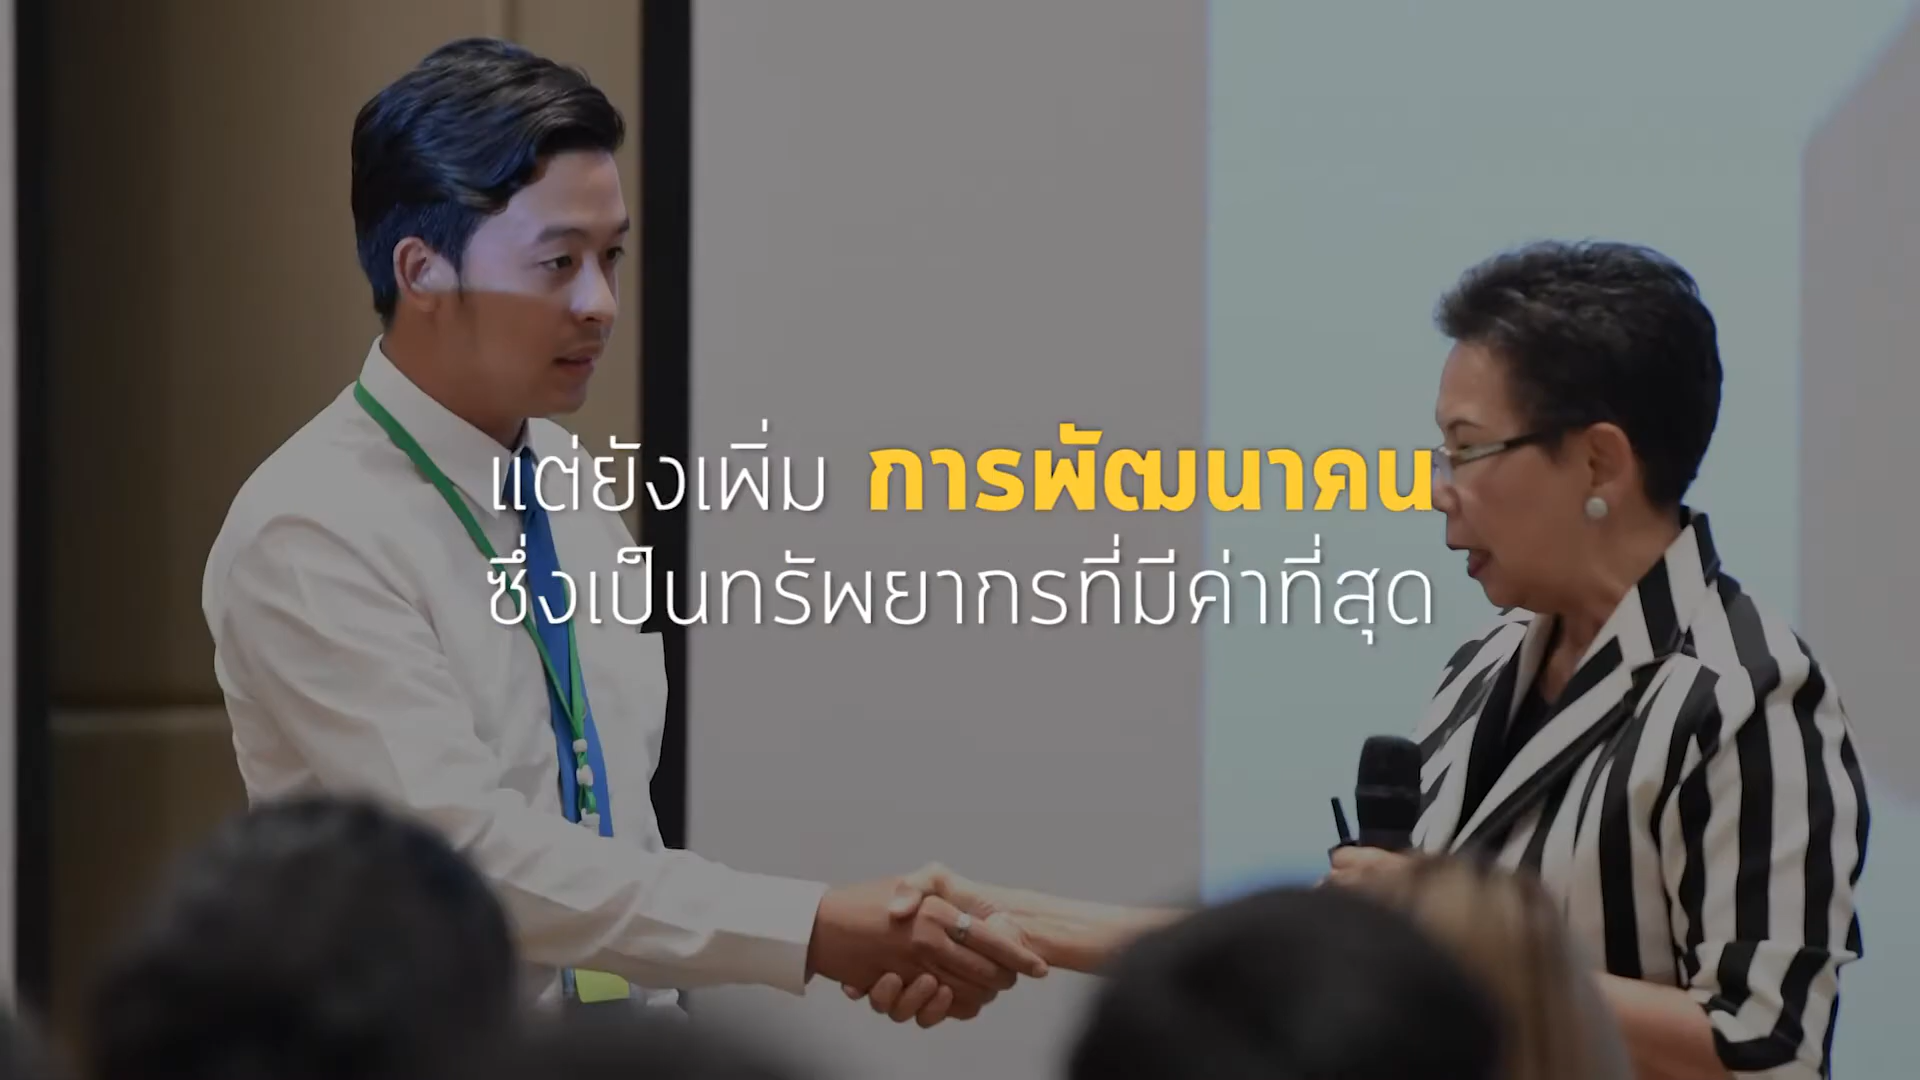 แต่ยังเพิ่ม การพัฒนาคน
ซึ่งเป็นทรัพยากรที่มีค่าที่สุด